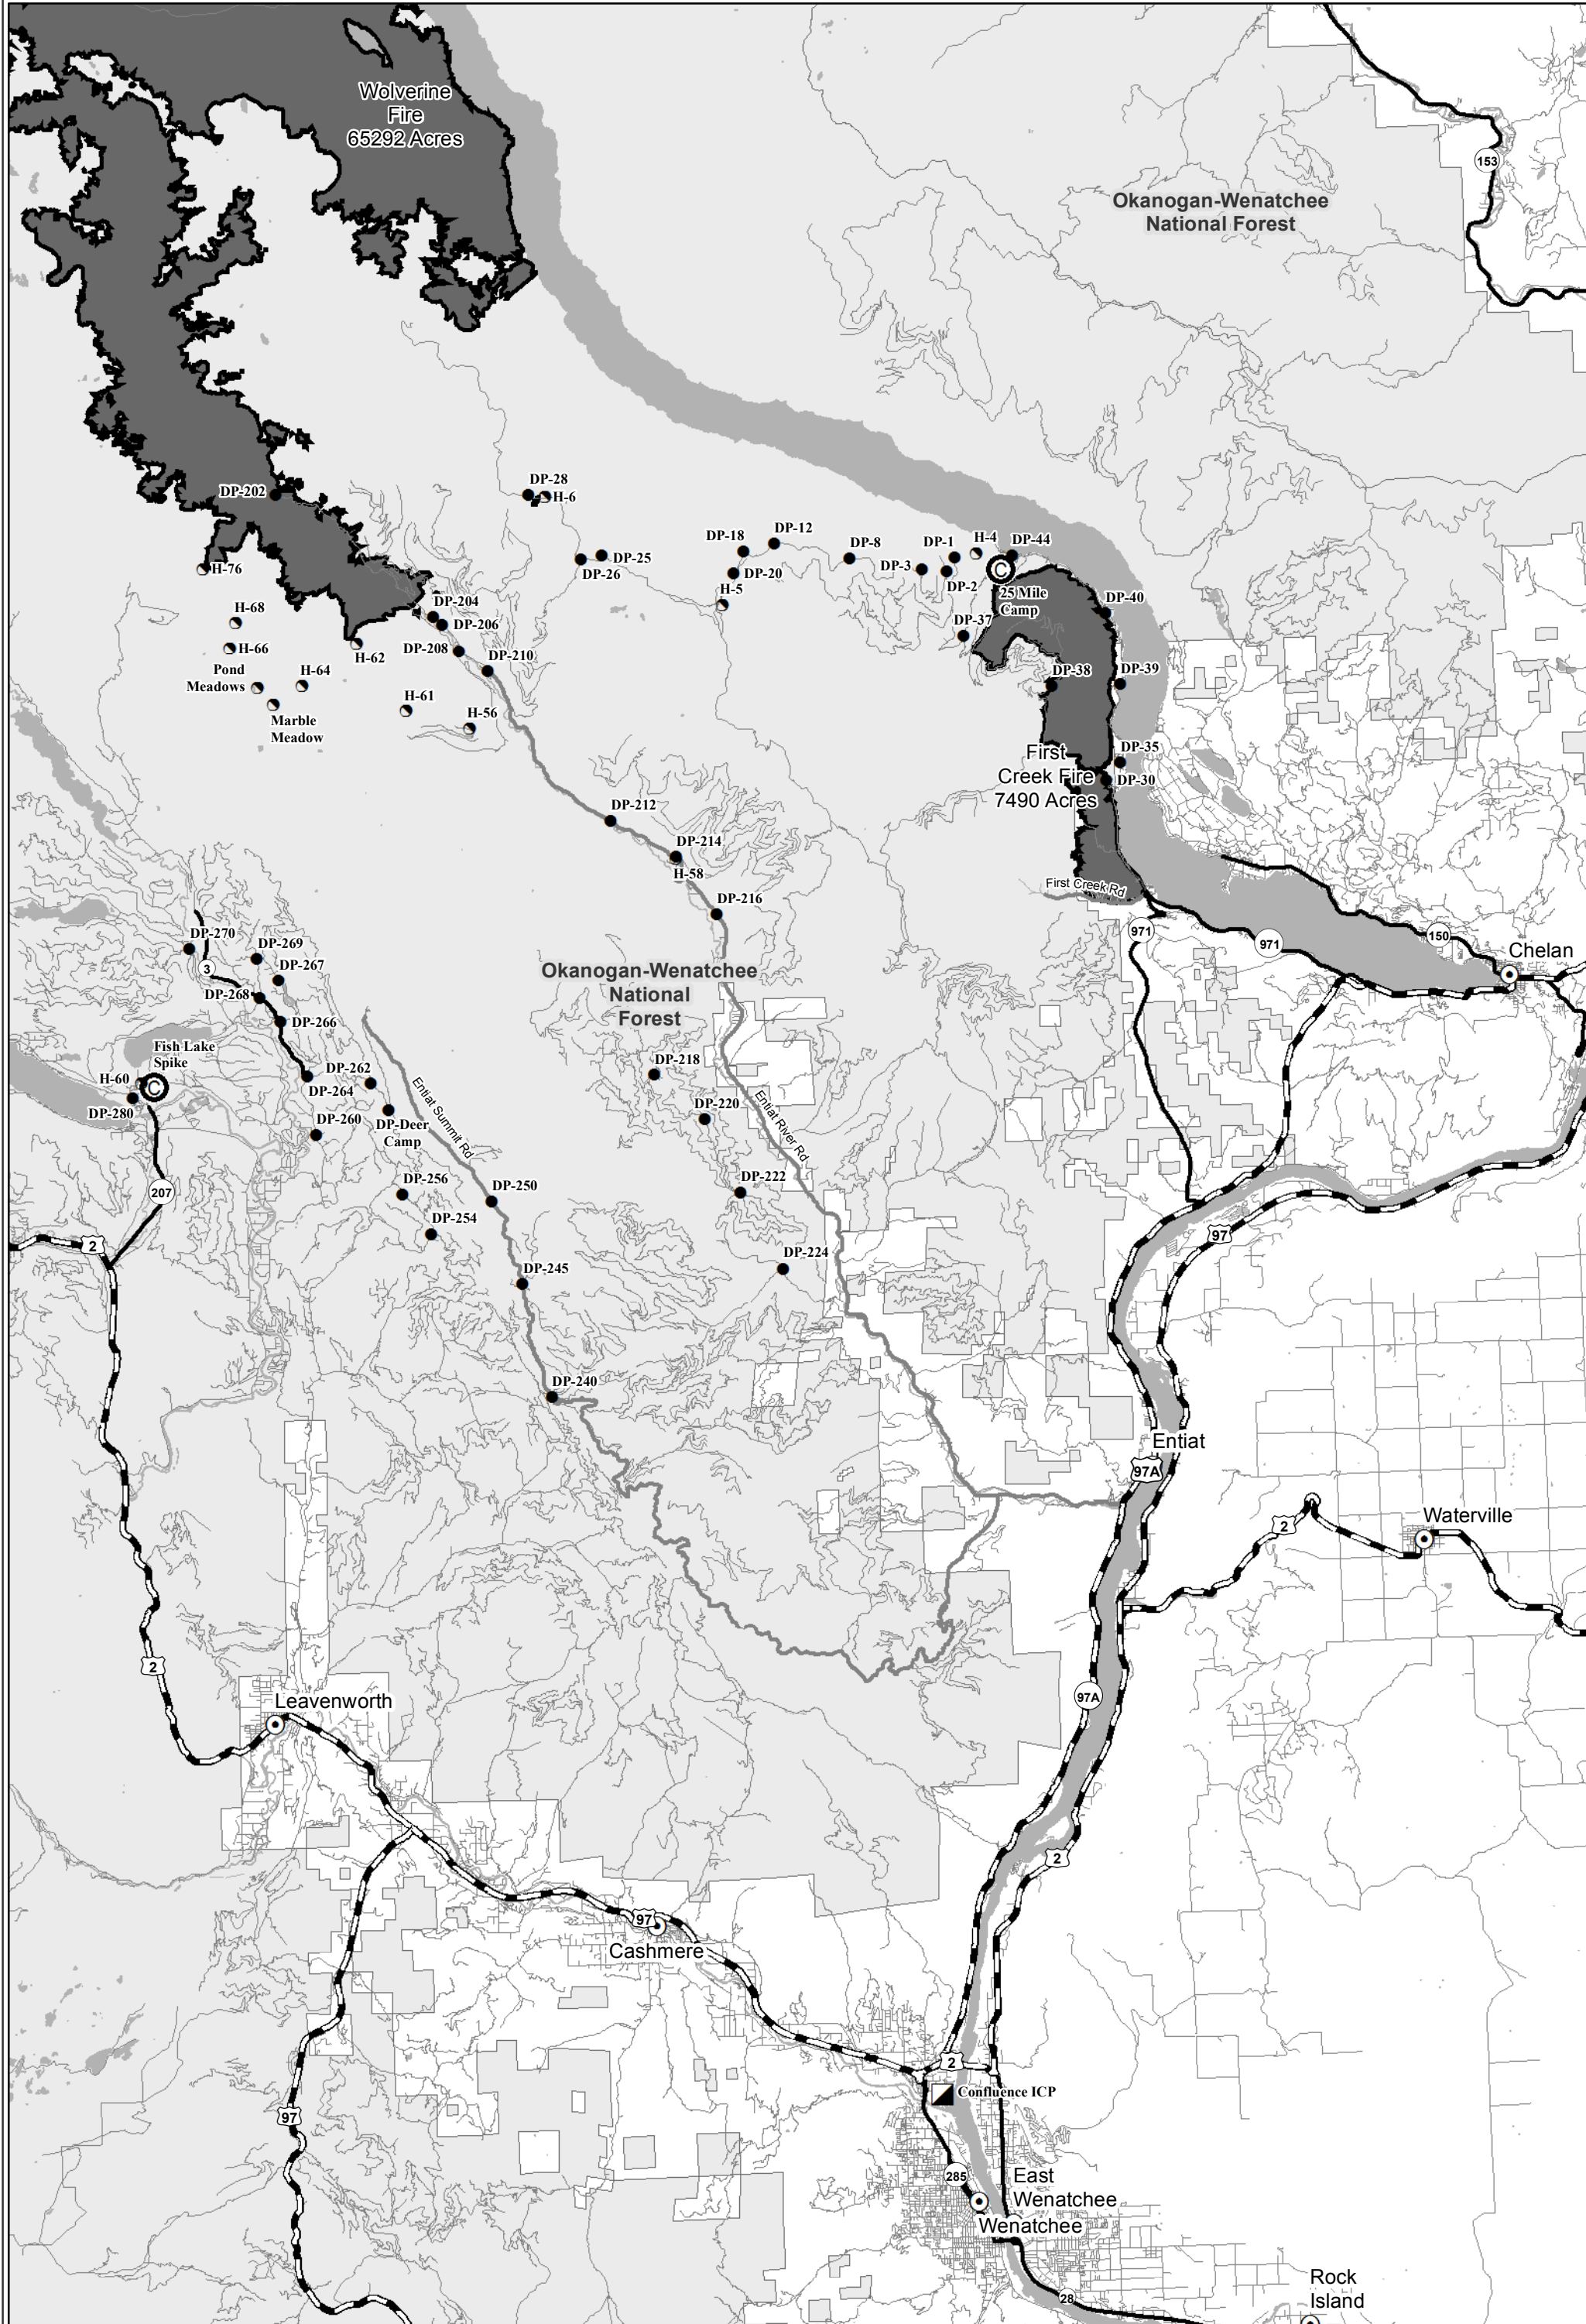 Wolverine
Fire
65292 Acres
153
Okanogan-Wenatchee
National Forest
DP-28
H-6
DP-202
DP-18
DP-12
DP-8
DP-1
H-4
DP-44
DP-25
DP-26
DP-20
DP-3
DP-2
H-5
C
25 Mile
Camp
DP-40
H-76
H-68
DP-204
DP-206
DP-37
H-66
H-62
DP-208
DP-210
DP-38
DP-39
Pond
Meadows
H-64
Marble
Meadow
H-61
H-56
First
Creek Fire
7490 Acres
DP-35
DP-30
DP-212
DP-214
H-58
DP-216
First Creek Rd
971
971
150
Chelan
DP-270
DP-269
3
DP-267
DP-268
DP-266
Okanogan-Wenatchee
National
Forest
Fish Lake
Spike
H-60
C
DP-280
DP-262
DP-264
DP-260
DP-Deer
Camp
Entiat Summit Rd
DP-218
DP-220
Entiat River Rd
207
DP-256
DP-250
DP-222
DP-254
2
97
DP-245
DP-224
DP-240
Entiat
97A
Waterville
2
2
Leavenworth
97A
2
97
Cashmere
2
Confluence ICP
97
285
East
Wenatchee
Wenatchee
28
Rock
Island